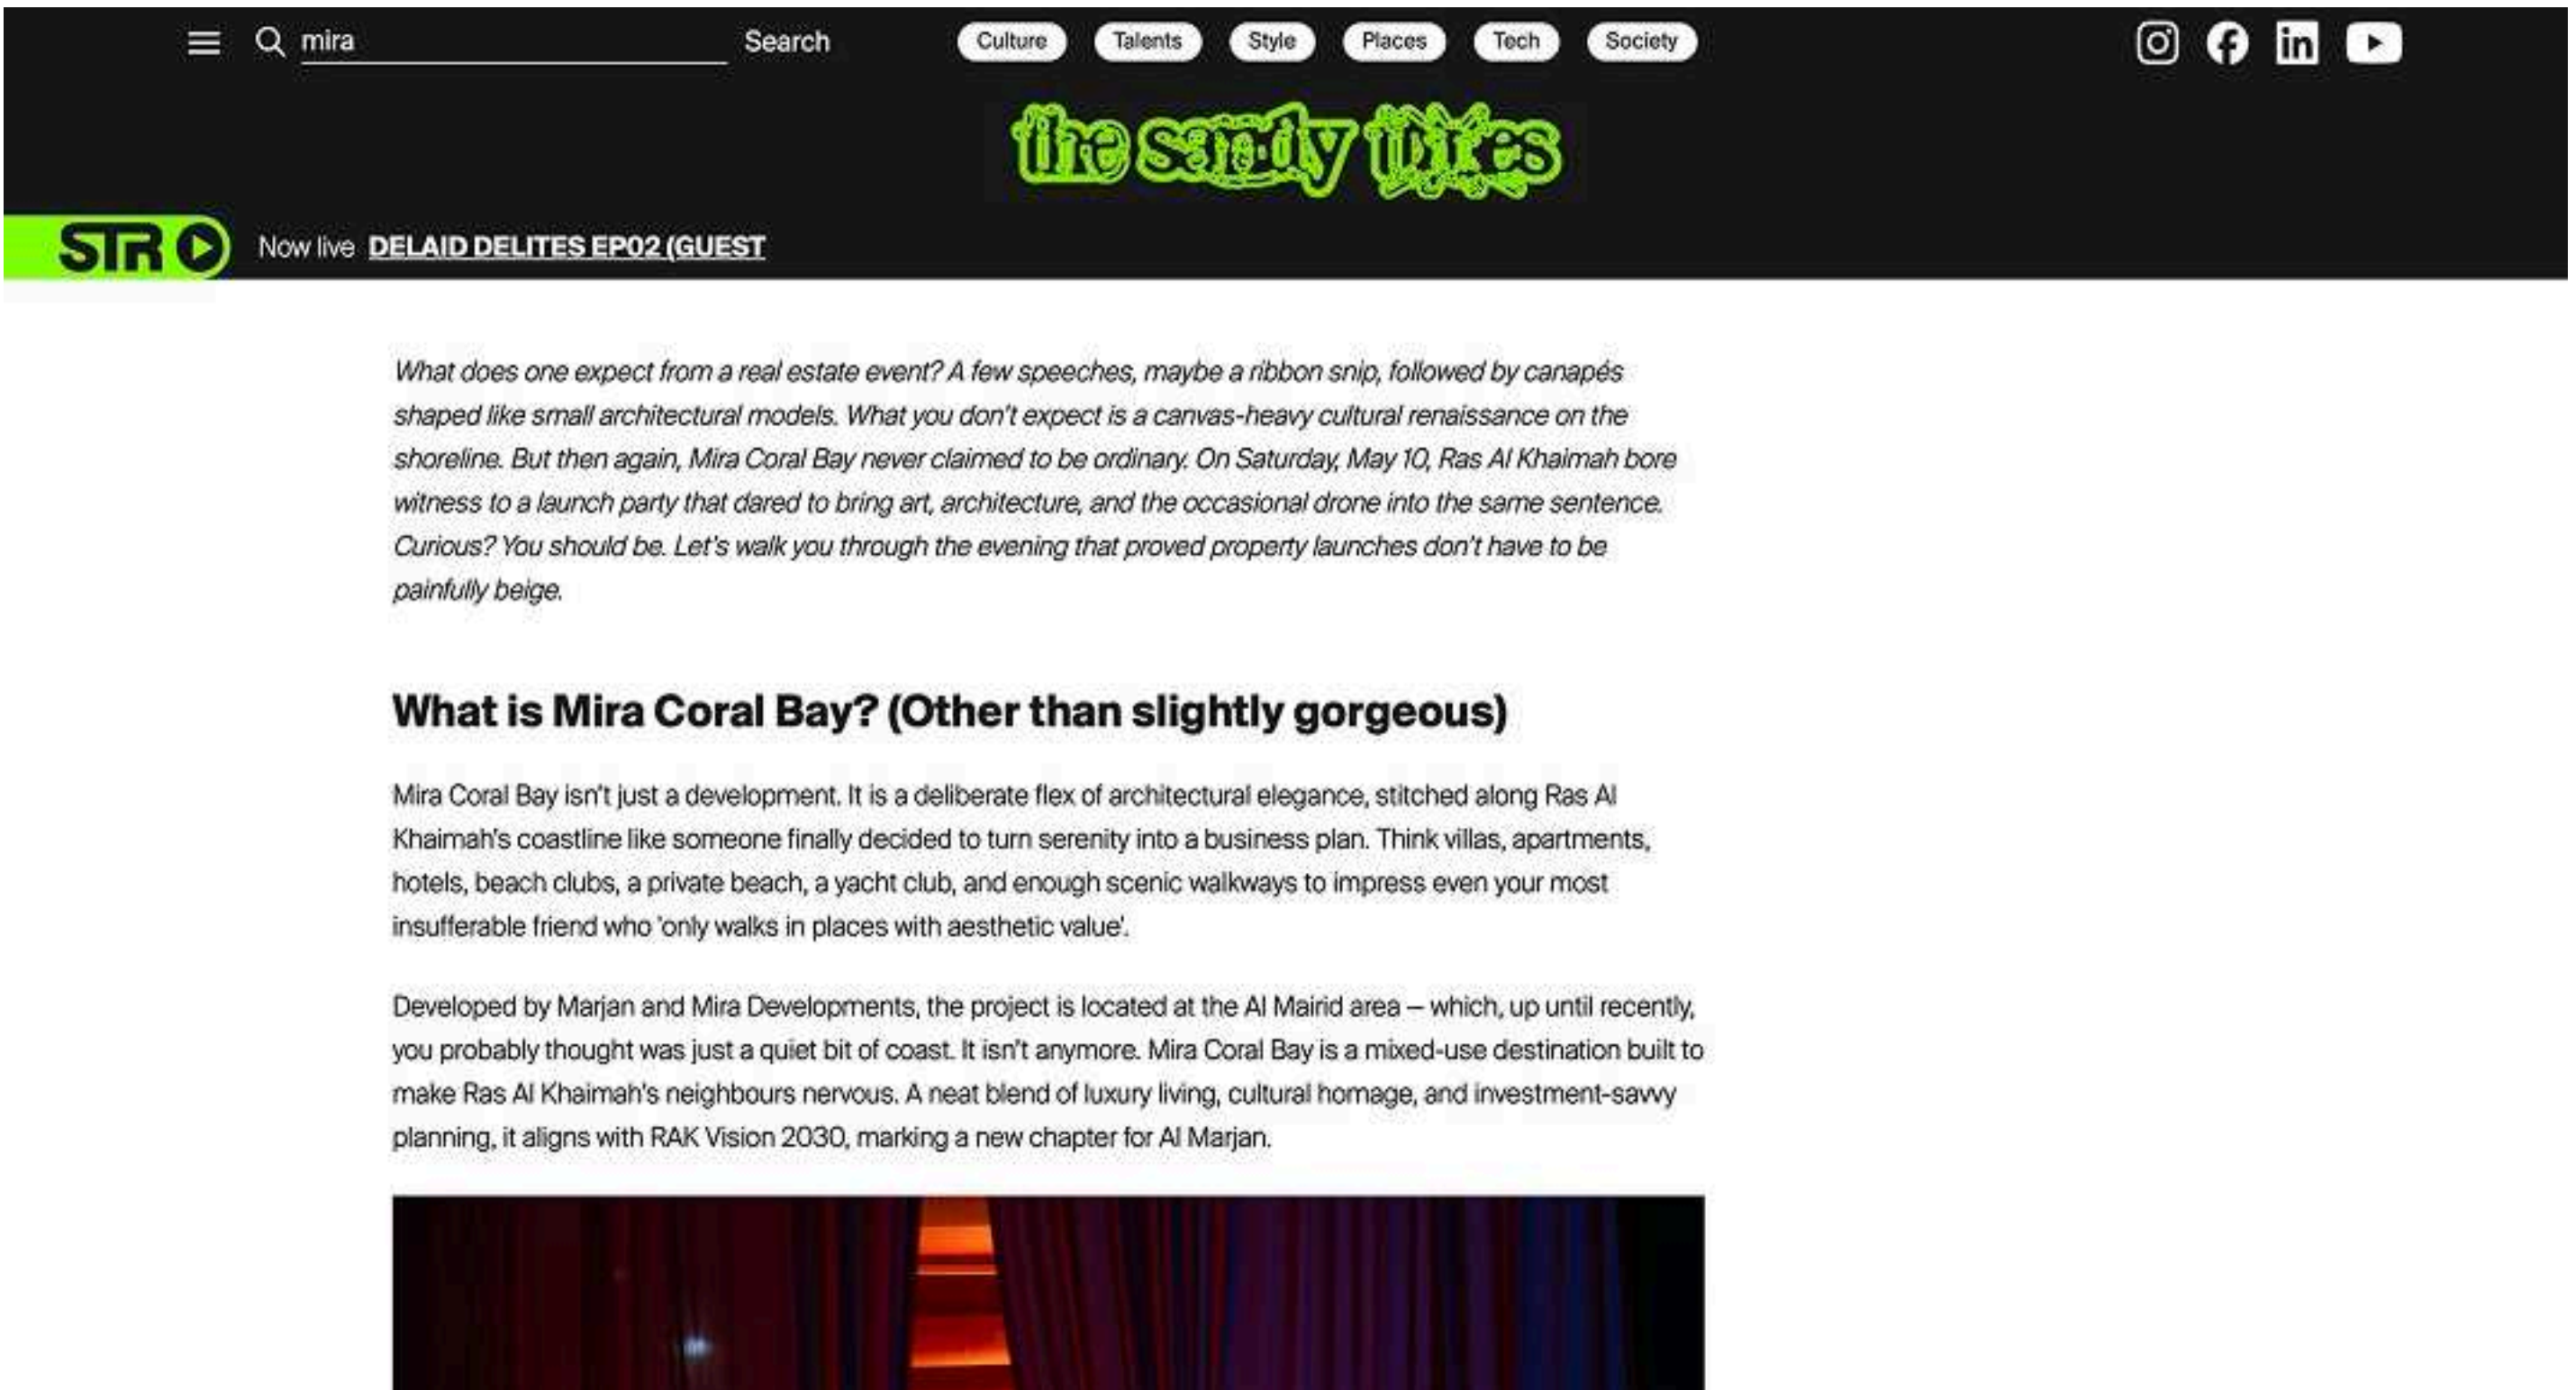 mira
Search
Culture
Talents
Style
Places
Tech
Society
the sandy times
STR
Now live DELAID DELITES EP02 (GUEST
What does one expect from a real estate event? A few speeches, maybe a ribbon snip, followed by canapés
shaped like small architectural models. What you don't expect is a canvas-heavy cultural renaissance on the
shoreline. But then again, Mira Coral Bay never claimed to be ordinary. On Saturday, May 10, Ras Al Khaimah bore
witness to a launch party that dared to bring art, architecture, and the occasional drone into the same sentence.
Curious? You should be. Let's walk you through the evening that proved property launches don't have to be
painfully beige.
What is Mira Coral Bay? (Other than slightly gorgeous)
Mira Coral Bay isn't just a development. It is a deliberate flex of architectural elegance, stitched along Ras Al
Khaimah's coastline like someone finally decided to turn serenity into a business plan. Think villas, apartments,
hotels, beach clubs, a private beach, a yacht club, and enough scenic walkways to impress even your most
insufferable friend who 'only walks in places with aesthetic value'.
Developed by Marjan and Mira Developments, the project is located at the Al Mairid area – which, up until recently,
you probably thought was just a quiet bit of coast. It isn't anymore. Mira Coral Bay is a mixed-use destination built to
make Ras Al Khaimah's neighbours nervous. A neat blend of luxury living, cultural homage, and investment-savvy
planning, it aligns with RAK Vision 2030, marking a new chapter for Al Marjan.